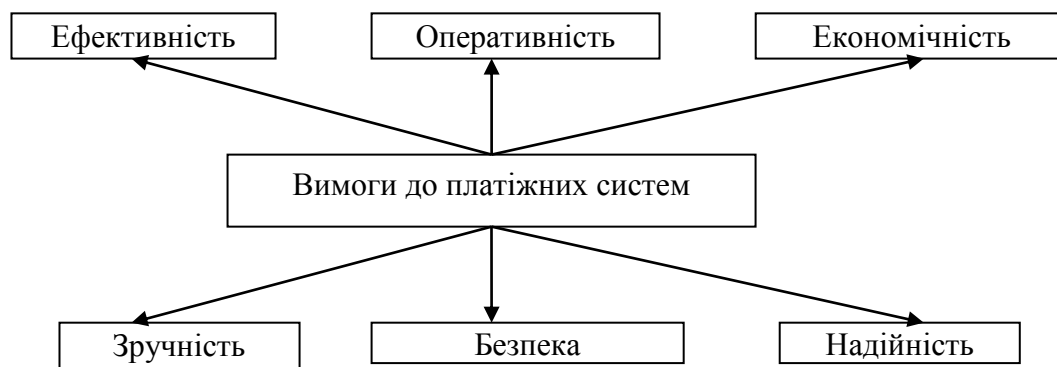 Ефективність
Оперативність
Економічність
Вимоги до платіжних систем
Зручність
Безпека
Надійність